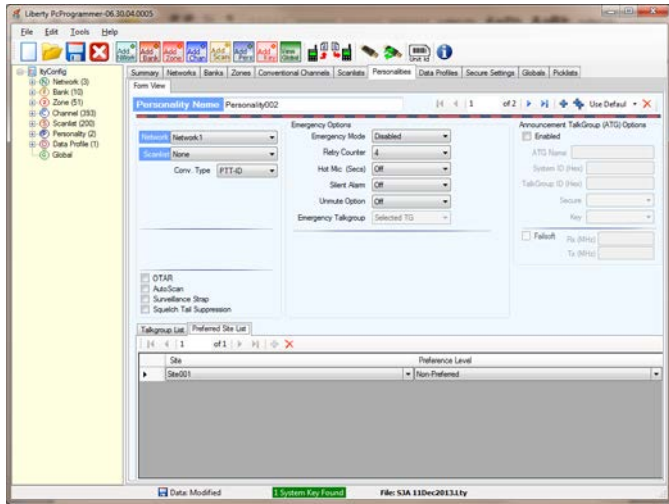 Liberty PcProgrammer-06.30.04.0005
File Edit Tools Help
Add Ntwrk Add Bank Add Zone Add Chan Add Scan Add Pers Add Key View Global Unit Id
ltyConfig
Network (3)
Bank (10)
Zone (51)
Channel (393)
Scanlist (200)
Personality (2)
Data Profile (1)
Global
Summary Networks Banks Zones Conventional Channels Scanlists Personalities Data Profiles Secure Settings Globals Picklists
Form View
Personality Name Personality002 1 of 2 Use Defaul
Network Network1
Scanlist None
Conv. Type PTT-ID
OTAR
AutoScan
Surveillance Strap
Squelch Tail Suppression
Emergency Options
Emergency Mode Disabled
Retry Counter 4
Hot Mic (Secs) Off
Silent Alarm Off
Unmute Option Off
Emergency Talkgroup Selected TG
Announcement TalkGroup (ATG) Options
Enabled
ATG Name
System ID (Hex)
TalkGroup ID (Hex)
Secure
Key
Failsoft Rx (MHz)
Tx (MHz)
Talkgroup List Preferred Site List
1 of 1
Site Preference Level
Site001 Non-Preferred
Data: Modified 1 System Key Found File: SJA 11Dec2013.Lty